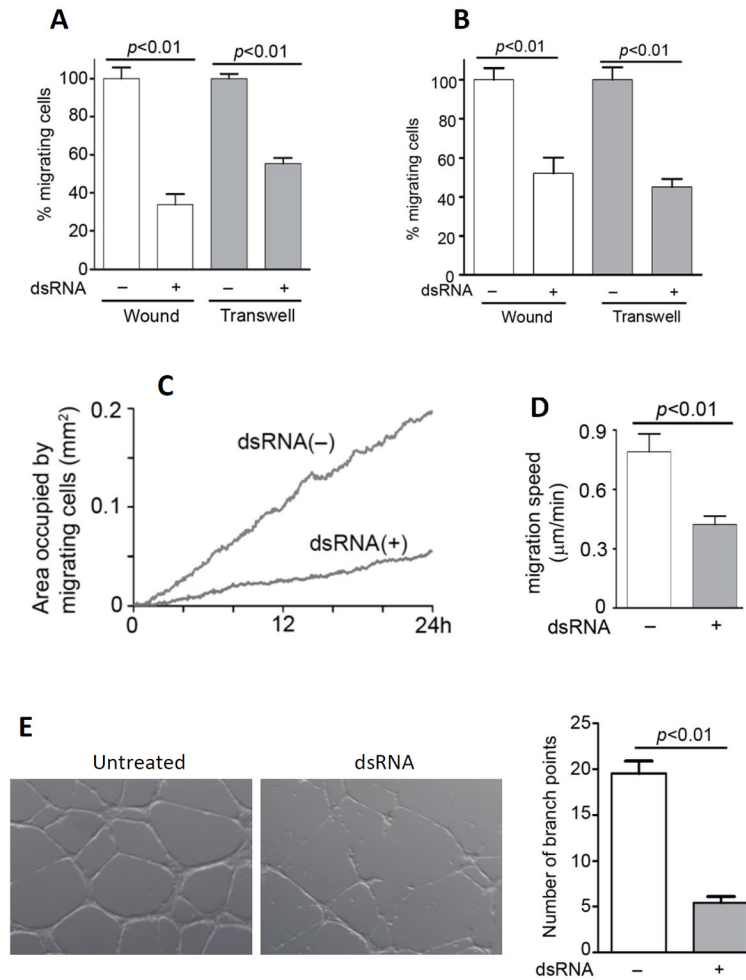 A
p<0.01
p<0.01
% migrating cells
100
80
60
40
20
0
dsRNA
–
+
–
+
Wound
Transwell
B
p<0.01
p<0.01
% migrating cells
100
80
60
40
20
0
dsRNA
–
+
–
+
Wound
Transwell
C
Area occupied by
migrating cells (mm²)
0.2
0.1
0
dsRNA(–)
dsRNA(+)
0
12
24h
D
p<0.01
migration speed
(μm/min)
0.9
0.6
0.3
0
dsRNA
–
+
E
Untreated
dsRNA
p<0.01
Number of branch points
25
20
15
10
5
0
dsRNA
–
+